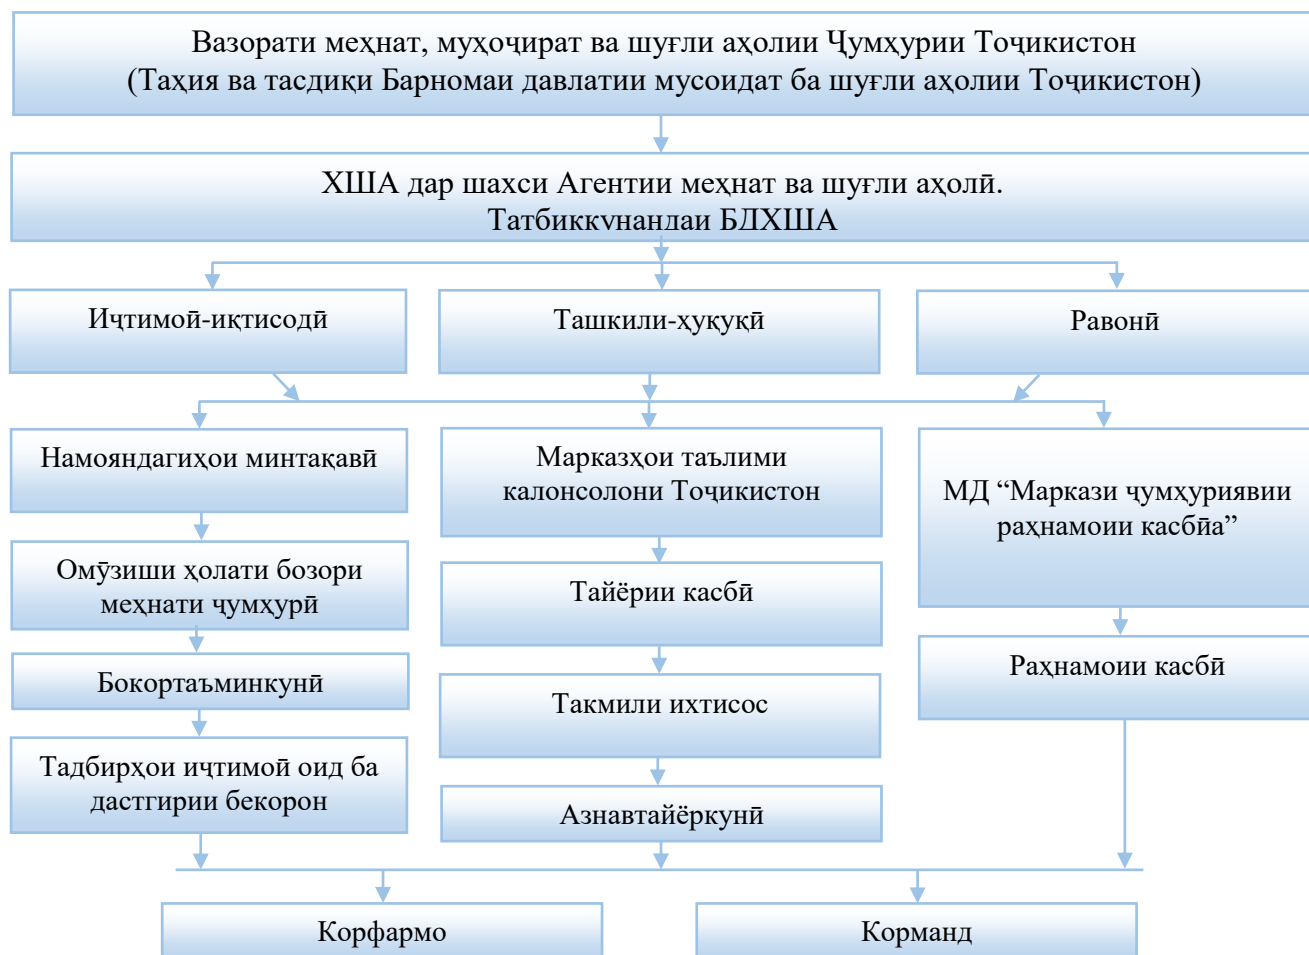 Вазорати меҳнат, муҳоҷират ва шуғли аҳолии Ҷумҳурии Тоҷикистон
(Таҳия ва тасдиқи Барномаи давлатии мусоидат ба шуғли аҳолии Тоҷикистон)
ХША дар шахси Агентии меҳнат ва шуғли аҳолӣ.
Татбиқкунандаи БДХША
Иҷтимоӣ-иқтисодӣ
Ташкили-ҳуқуқӣ
Равонӣ
Намояндагиҳои минтақавӣ
Марказҳои таълими
калонсолони Тоҷикистон
МД “Маркази ҷумҳуриявии
раҳнамоии касбӣа”
Омӯзиши ҳолати бозори
меҳнати ҷумҳурӣ
Тайёрии касбӣ
Бокортаъминкунӣ
Такмили ихтисос
Раҳнамоии касбӣ
Тадбирҳои иҷтимоӣ оид ба
дастгирии бекорон
Азнавтайёркунӣ
Корфармо
Корманд